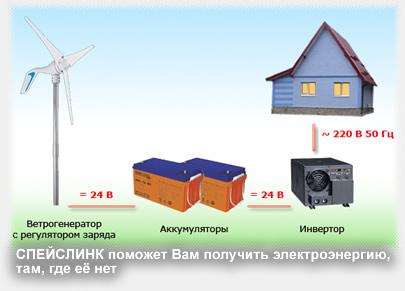 ~ 220 В 50 Гц
= 24 В
= 24 В
Ветрогенератор
с регулятором заряда
Аккумуляторы
Инвертор
СПЕЙСЛИНК поможет Вам получить электроэнергию,
там, где её нет